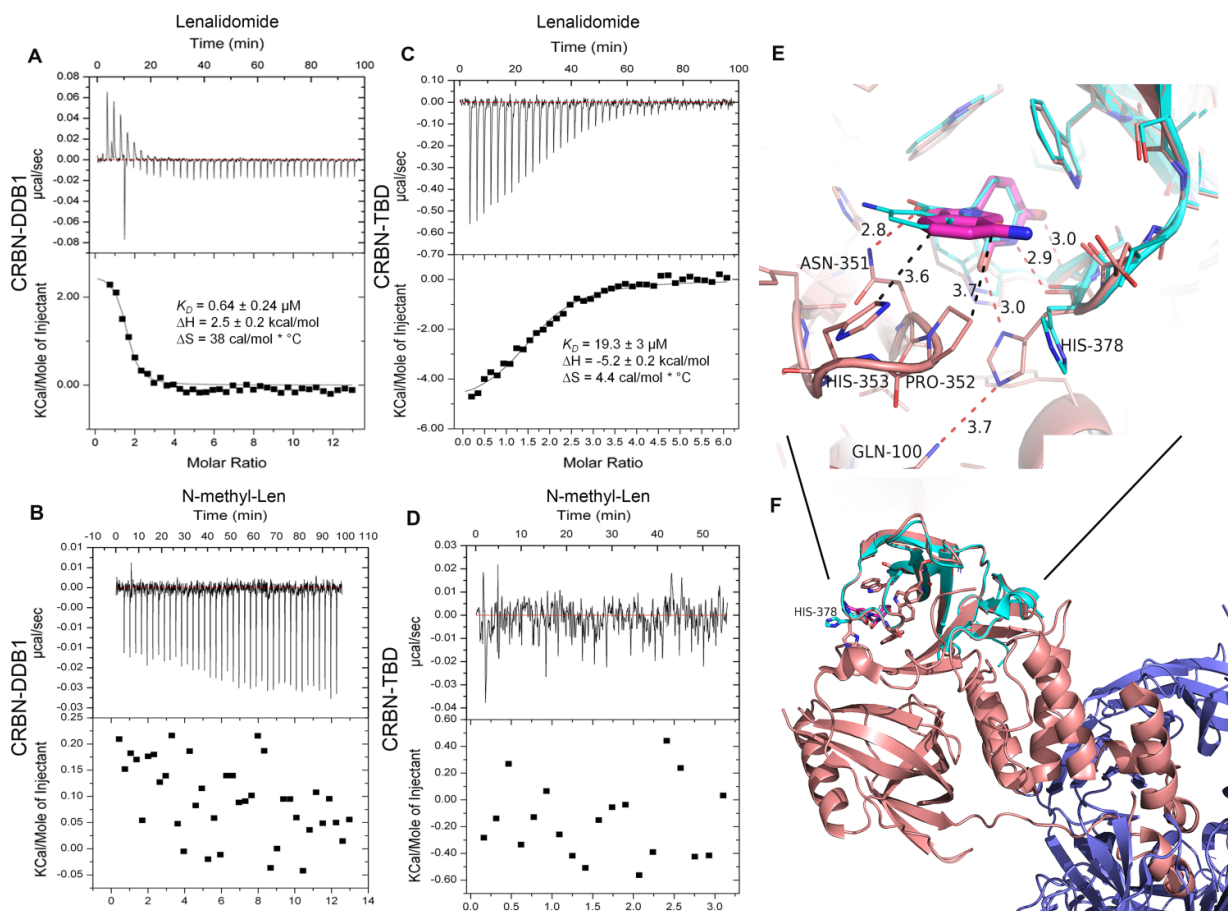 A
Lenalidomide
Time (min)
0 20 40 60 80 100
0.08
0.06
0.04
0.02
0.00
-0.02
-0.04
-0.06
-0.08
µcal/sec
CRBN-DDB1
2.00
0.00
KCal/Mole of Injectant
K_D = 0.64 ± 0.24 µM
ΔH = 2.5 ± 0.2 kcal/mol
ΔS = 38 cal/mol * °C
0 2 4 6 8 10 12
Molar Ratio
C
Lenalidomide
Time (min)
0 20 40 60 80 100
0.10
0.00
-0.10
-0.20
-0.30
-0.40
-0.50
-0.60
-0.70
µcal/sec
CRBN-TBD
0.00
-2.00
-4.00
-6.00
KCal/Mole of Injectant
K_D = 19.3 ± 3 µM
ΔH = -5.2 ± 0.2 kcal/mol
ΔS = 4.4 cal/mol * °C
0.0 0.5 1.0 1.5 2.0 2.5 3.0 3.5 4.0 4.5 5.0 5.5 6.0
Molar Ratio
E
2.8
3.0
2.9
ASN-351
3.6
3.7
3.0
HIS-378
HIS-353
PRO-352
3.7
GLN-100
B
N-methyl-Len
Time (min)
-10 0 10 20 30 40 50 60 70 80 90 100 110
0.01
0.01
0.00
-0.01
-0.01
-0.02
-0.03
-0.03
µcal/sec
CRBN-DDB1
0.25
0.20
0.15
0.10
0.05
0.00
-0.05
KCal/Mole of Injectant
0 2 4 6 8 10 12 14
D
N-methyl-Len
Time (min)
0 10 20 30 40 50
0.03
0.02
0.01
0.00
-0.01
-0.02
-0.03
-0.04
µcal/sec
CRBN-TBD
0.60
0.40
0.20
0.00
-0.20
-0.40
-0.60
KCal/Mole of Injectant
0.0 0.5 1.0 1.5 2.0 2.5 3.0
F
HIS-378